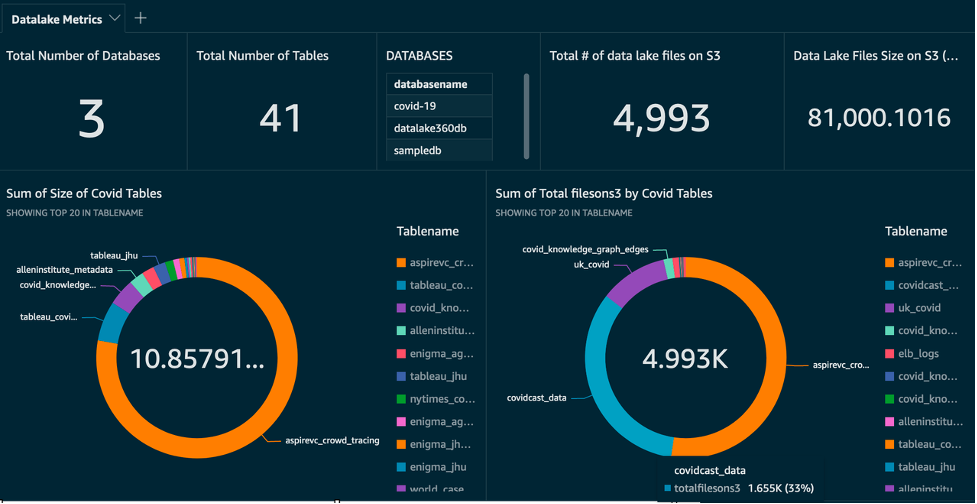 Datalake Metrics
Total Number of Databases
3
Total Number of Tables
41
DATABASES
databasename
covid-19
datalake360db
sampledb
Total # of data lake files on S3
4,993
Data Lake Files Size on S3 (...
81,000.1016
Sum of Size of Covid Tables
SHOWING TOP 20 IN TABLENAME
tableau_jhu
alleninstitute_metadata
covid_knowledge...
tableau_covi...
10.85791...
aspirevc_crowd_tracing
Tablename
aspirevc_cr...
tableau_co...
covid_kno...
alleninstitu...
enigma_ag...
tableau_jhu
nytimes_co...
enigma_ag...
enigma_jh...
enigma_jhu
world_case
Sum of Total filesons3 by Covid Tables
SHOWING TOP 20 IN TABLENAME
covid_knowledge_graph_edges
uk_covid
covidcast_data
4.993K
aspirevc_cro...
covidcast_data
totalfilesons3 1.655K (33%)
Tablename
aspirevc_cr...
covidcast_...
uk_covid
covid_kno...
elb_logs
covid_kno...
covid_kno...
alleninstitu...
tableau_co...
tableau_jhu
alleninstitu